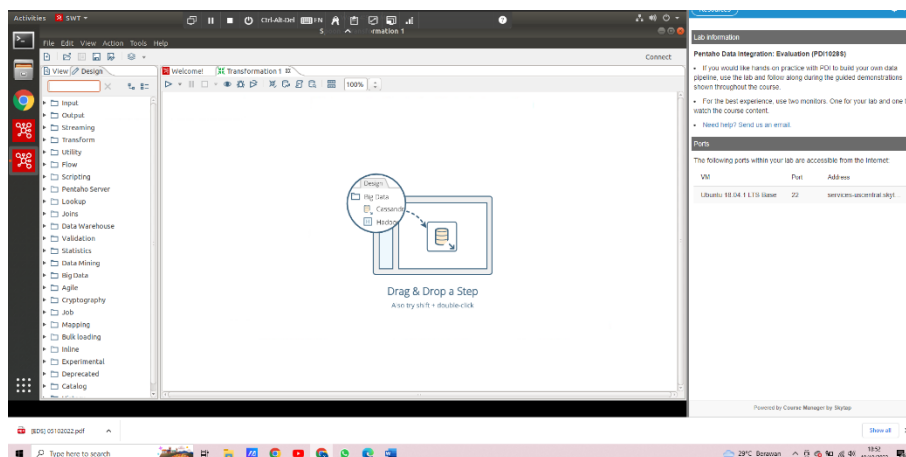 Activities
SWT
Ctrl-Alt-Del
EN
File Edit View Action Tools Help
Connect
View Design
Welcome!
Transformation 1
100%
Input
Output
Streaming
Transform
Utility
Flow
Scripting
Pentaho Server
Lookup
Joins
Data Warehouse
Validation
Statistics
Data Mining
Big Data
Agile
Cryptography
Job
Mapping
Bulk loading
Inline
Experimental
Deprecated
Catalog
Design
Big Data
Drag & Drop a Step
Also try shift + double-click
Lab information
Pentaho Data Integration: Evaluation (PDI1028S)
If you would like hands-on practice with PDI to build your own data
pipeline, use the lab and follow along during the guided demonstrations
shown throughout the course.
For the best experience, use two monitors. One for your lab and one
watch the course content.
Need help? Send us an email.
Ports
The following ports within your lab are accessible from the Internet:
VM Port Address
Ubuntu 18.04.1 LTS Base 22 services-uscentral.skyt...
Powered by Course Manager by Skytap
[EDS] 05102022.pdf
Show all
Type here to search
29°C Berawan